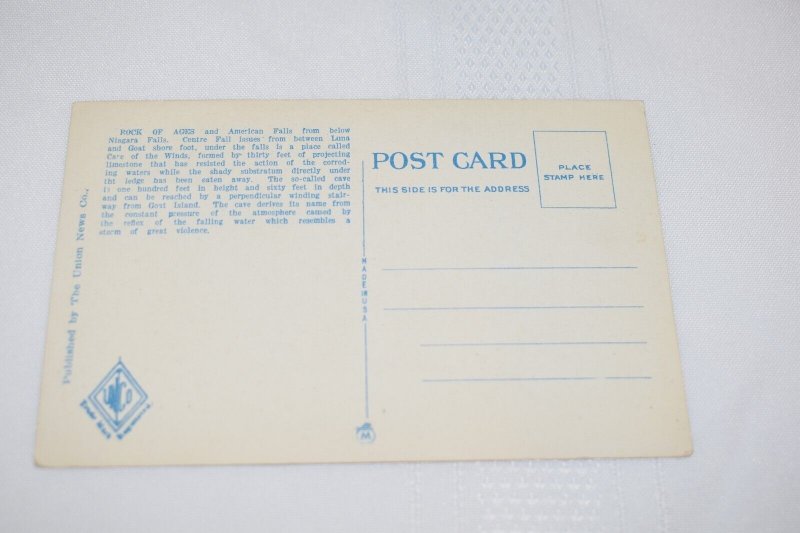 ROCK OF AGES and American Falls from below
Niagara Falls. Centre Fall issues from between Luna
and Goat shore foot, under the falls is a place called
Cave of the Winds, formed by thirty feet of projecting
limestone that has resisted the action of the corrod-
ing waters while the shady substratum directly under
the ledge has been eaten away. The so-called cave
is one hundred feet in height and sixty feet in depth
and can be reached by a perpendicular winding stair-
way from Goat Island. The cave derives its name from
the constant pressure of the atmosphere caused by
the reflex of the falling water which resembles a
storm of great violence.
Published by The Union News Co.,
UNCO
Trade Mark
MADE IN USA
M
POST CARD
THIS SIDE IS FOR THE ADDRESS
PLACE
STAMP HERE